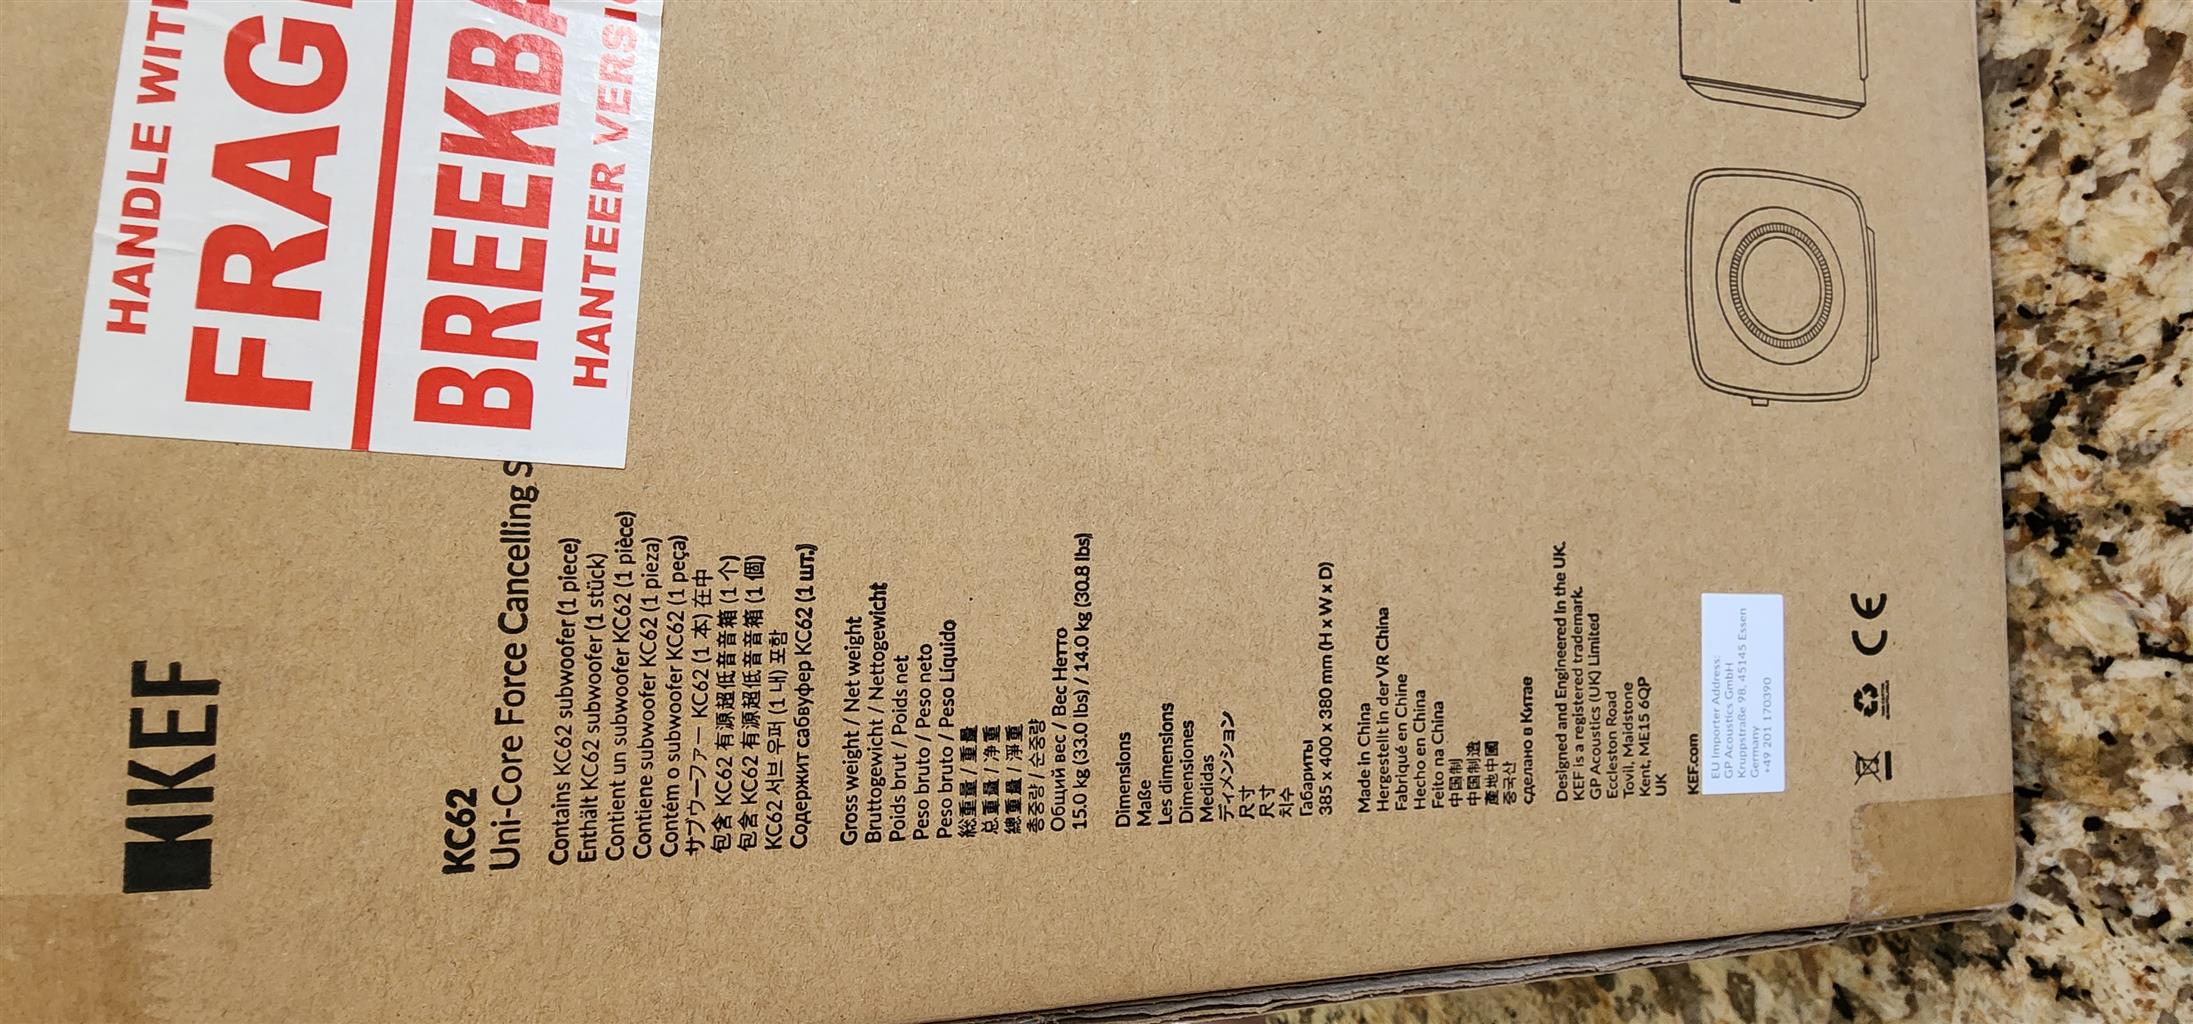 HANDLE WITH
FRAG
BREEKBA
HANTEER VERSI
KEF
KC62
Uni-Core Force Cancelling S
Contains KC62 subwoofer (1 piece)
Enthält KC62 subwoofer (1 stück)
Contient un subwoofer KC62 (1 pièce)
Contiene subwoofer KC62 (1 pieza)
Contém o subwoofer KC62 (1 peça)
サブウーファー KC62 (1 本) 在中
包含 KC62 有源超低音音箱 (1 个)
包含 KC62 有源超低音音箱 (1 個)
KC62 서브 우퍼 (1 내) 포함
Содержит сабвуфер KC62 (1 шт.)
Gross weight / Net weight
Bruttogewicht / Nettogewicht
Poids brut / Poids net
Peso bruto / Peso neto
Peso bruto / Peso Líquido
総重量 / 重量
总重量 / 净重
總重量 / 淨重
총중량 / 순중량
Общий вес / Вес Нетто
15.0 kg (33.0 lbs) / 14.0 kg (30.8 lbs)
Dimensions
Maße
Les dimensions
Dimensiones
Medidas
ディメンション
尺寸
尺寸
치수
Габариты
385 x 400 x 380 mm (H x W x D)
Made in China
Hergestellt in der VR China
Fabriqué en Chine
Hecho en China
Feito na China
中国制
中国制造
產地中國
중국산
сделано в Китае
Designed and Engineered In the UK.
KEF is a registered trademark.
GP Acoustics (UK) Limited
Eccleston Road
Tovil, Maidstone
Kent, ME15 6QP
UK
KEF.com
EU Importer Address:
GP Acoustics GmbH
Kruppstraße 98, 45145 Essen
Germany
+49 201 170390
CE